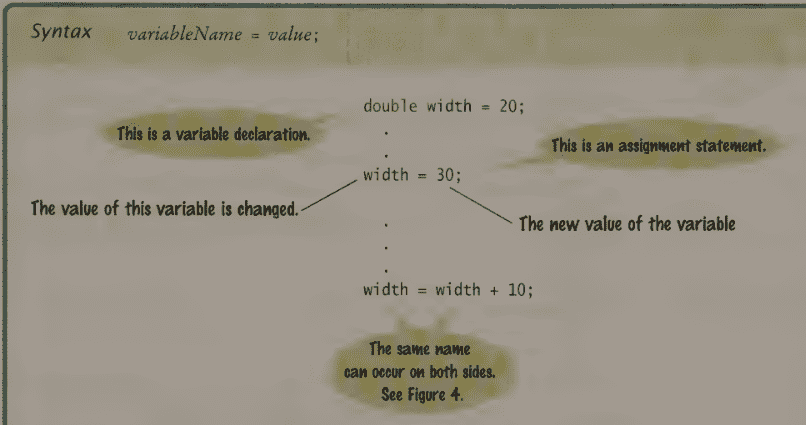 Syntax variableName = value;
double width = 20;
This is a variable declaration.
.
.
This is an assignment statement.
width = 30;
The value of this variable is changed.
The new value of the variable
.
.
.
width = width + 10;
The same name
can occur on both sides.
See Figure 4.